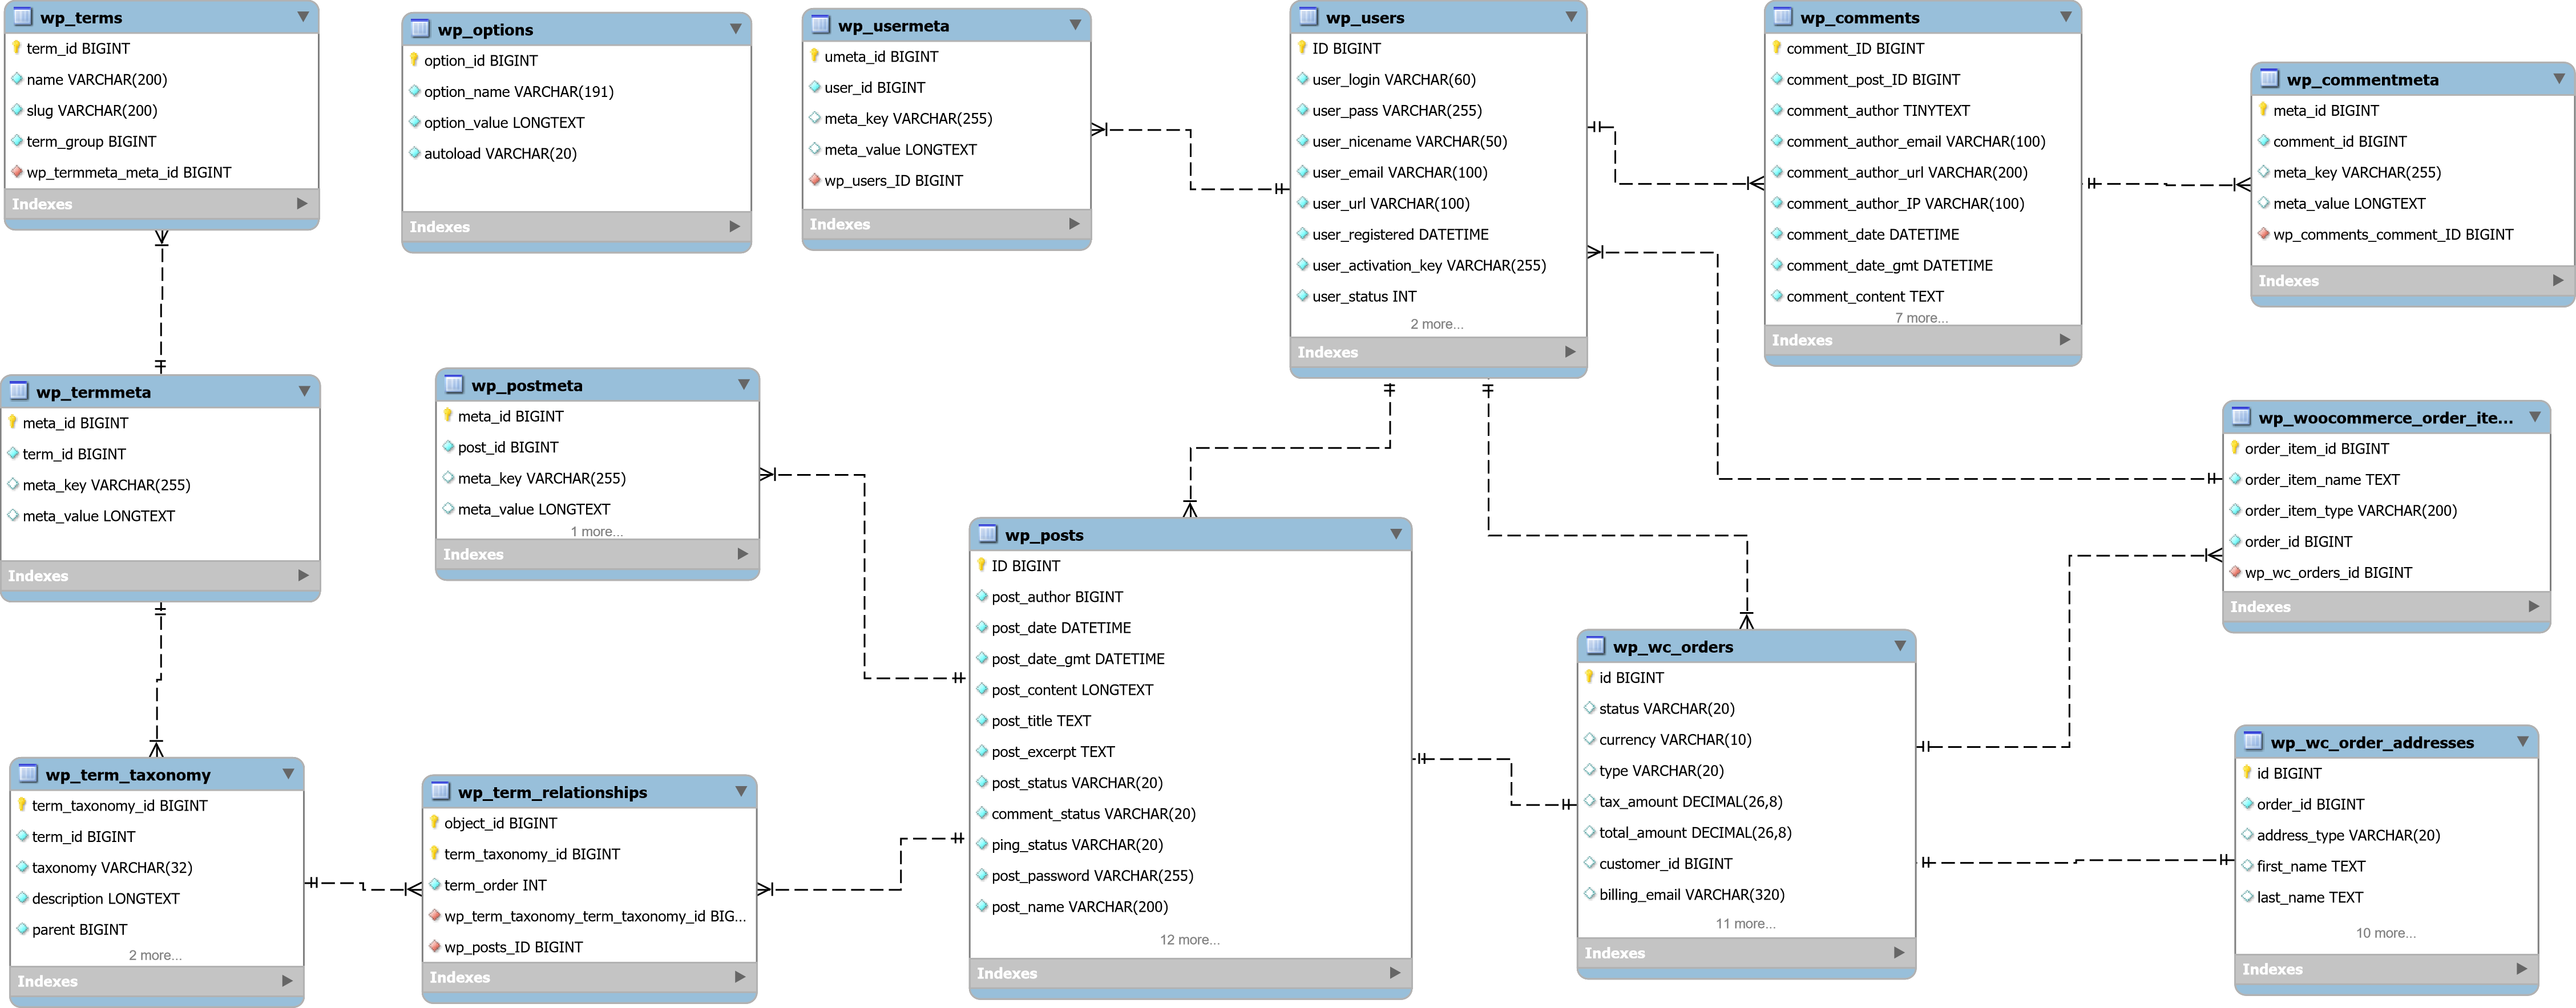 wp_terms
term_id BIGINT
name VARCHAR(200)
slug VARCHAR(200)
term_group BIGINT
wp_termmeta_meta_id BIGINT
Indexes
wp_options
option_id BIGINT
option_name VARCHAR(191)
option_value LONGTEXT
autoload VARCHAR(20)
Indexes
wp_usermeta
umeta_id BIGINT
user_id BIGINT
meta_key VARCHAR(255)
meta_value LONGTEXT
wp_users_ID BIGINT
Indexes
wp_users
ID BIGINT
user_login VARCHAR(60)
user_pass VARCHAR(255)
user_nicename VARCHAR(50)
user_email VARCHAR(100)
user_url VARCHAR(100)
user_registered DATETIME
user_activation_key VARCHAR(255)
user_status INT
2 more...
Indexes
wp_comments
comment_ID BIGINT
comment_post_ID BIGINT
comment_author TINYTEXT
comment_author_email VARCHAR(100)
comment_author_url VARCHAR(200)
comment_author_IP VARCHAR(100)
comment_date DATETIME
comment_date_gmt DATETIME
comment_content TEXT
7 more...
Indexes
wp_commentmeta
meta_id BIGINT
comment_id BIGINT
meta_key VARCHAR(255)
meta_value LONGTEXT
wp_comments_comment_ID BIGINT
Indexes
wp_termmeta
meta_id BIGINT
term_id BIGINT
meta_key VARCHAR(255)
meta_value LONGTEXT
Indexes
wp_postmeta
meta_id BIGINT
post_id BIGINT
meta_key VARCHAR(255)
meta_value LONGTEXT
1 more...
Indexes
wp_woocommerce_order_ite...
order_item_id BIGINT
order_item_name TEXT
order_item_type VARCHAR(200)
order_id BIGINT
wp_wc_orders_id BIGINT
Indexes
wp_posts
ID BIGINT
post_author BIGINT
post_date DATETIME
post_date_gmt DATETIME
post_content LONGTEXT
post_title TEXT
post_excerpt TEXT
post_status VARCHAR(20)
comment_status VARCHAR(20)
ping_status VARCHAR(20)
post_password VARCHAR(255)
post_name VARCHAR(200)
12 more...
Indexes
wp_wc_orders
id BIGINT
status VARCHAR(20)
currency VARCHAR(10)
type VARCHAR(20)
tax_amount DECIMAL(26,8)
total_amount DECIMAL(26,8)
customer_id BIGINT
billing_email VARCHAR(320)
11 more...
Indexes
wp_wc_order_addresses
id BIGINT
order_id BIGINT
address_type VARCHAR(20)
first_name TEXT
last_name TEXT
10 more...
Indexes
wp_term_taxonomy
term_taxonomy_id BIGINT
term_id BIGINT
taxonomy VARCHAR(32)
description LONGTEXT
parent BIGINT
2 more...
Indexes
wp_term_relationships
object_id BIGINT
term_taxonomy_id BIGINT
term_order INT
wp_term_taxonomy_term_taxonomy_id BIG...
wp_posts_ID BIGINT
Indexes